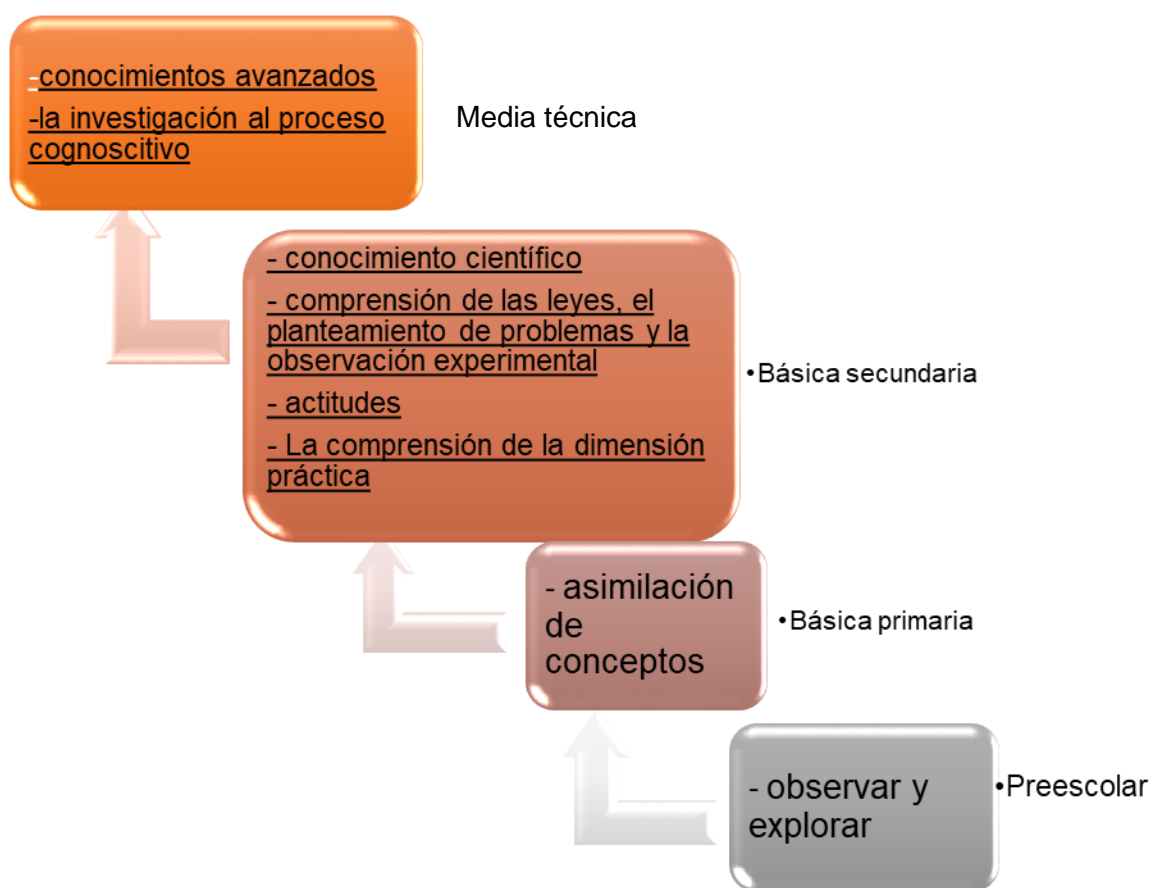 -conocimientos avanzados
-la investigación al proceso
cognoscitivo
Media técnica
- conocimiento científico
- comprensión de las leyes, el
planteamiento de problemas y la
observación experimental
- actitudes
- La comprensión de la dimensión
práctica
•Básica secundaria
- asimilación
de
conceptos
•Básica primaria
- observar y
explorar
•Preescolar